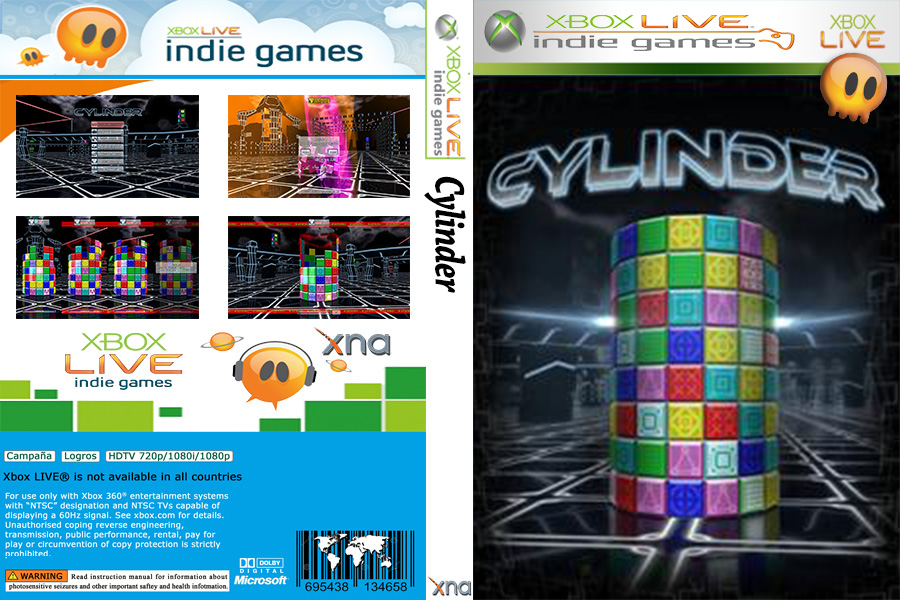 XBOX LIVE
indie games
CYLINDER
XBOX LIVE
indie games
xna
Campaña Logros HDTV 720p/1080i/1080p
Xbox LIVE® is not available in all countries
For use only with Xbox 360® entertainment systems
with “NTSC” designation and NTSC TVs capable of
displaying a 60Hz signal. See xbox.com for details.
Unauthorised coping reverse engineering,
transmission, public performance, rental, pay for
play or circumvention of copy protection is strictly
prohibited.
WARNING Read instruction manual for information about
photosensitive seizures and other important saftey and health infotmation.
DOLBY
DIGITAL
Microsoft
695438 134658
XBOX LIVE
indie games
Cylinder
xna
XBOX LIVE
indie games
XBOX
LIVE
CYLINDER